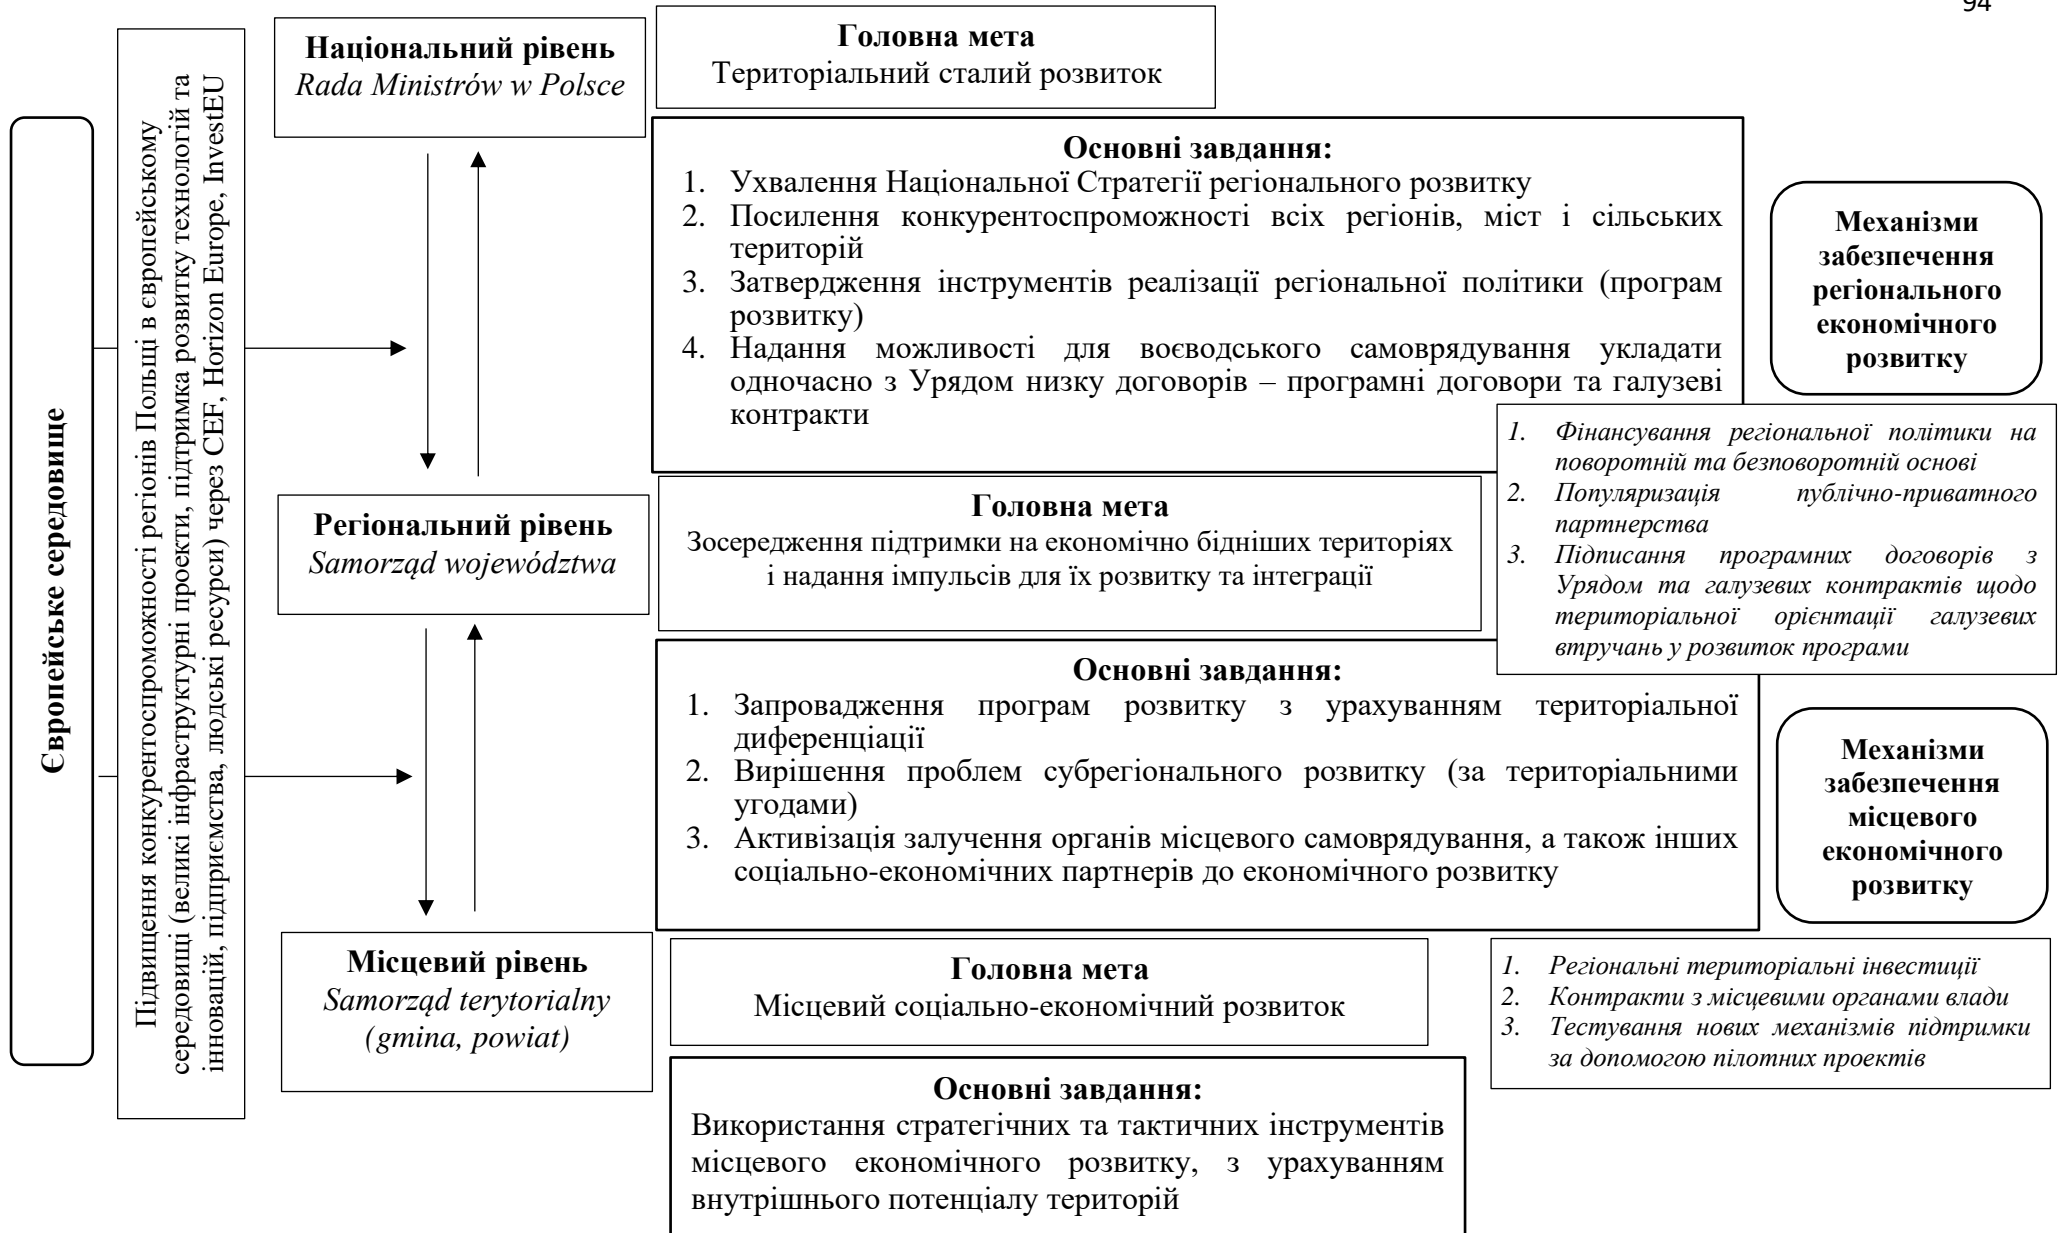 94
Національний рівень
Rada Ministrów w Polsce
Головна мета
Територіальний сталий розвиток
Європейське середовище
Підвищення конкурентоспроможності регіонів Польщі в європейському
середовищі (великі інфраструктурні проекти, підтримка розвитку технологій та
інновацій, підприємства, людські ресурси) через CEF, Horizon Europe, InvestEU
Основні завдання:
1. Ухвалення Національної Стратегії регіонального розвитку
2. Посилення конкурентоспроможності всіх регіонів, міст і сільських
територій
3. Затвердження інструментів реалізації регіональної політики (програм
розвитку)
4. Надання можливості для воєводського самоврядування укладати
одночасно з Урядом низку договорів – програмні договори та галузеві
контракти
Механізми
забезпечення
регіонального
економічного
розвитку
1. Фінансування регіональної політики на
поворотній та безповоротній основі
2. Популяризація публічно-приватного
партнерства
3. Підписання програмних договорів з
Урядом та галузевих контрактів щодо
територіальної орієнтації галузевих
втручань у розвиток програми
Регіональний рівень
Samorząd województwa
Головна мета
Зосередження підтримки на економічно бідніших територіях
і надання імпульсів для їх розвитку та інтеграції
Основні завдання:
1. Запровадження програм розвитку з урахуванням територіальної
диференціації
2. Вирішення проблем субрегіонального розвитку (за територіальними
угодами)
3. Активізація залучення органів місцевого самоврядування, а також інших
соціально-економічних партнерів до економічного розвитку
Механізми
забезпечення
місцевого
економічного
розвитку
Місцевий рівень
Samorząd terytorialny
(gmina, powiat)
Головна мета
Місцевий соціально-економічний розвиток
1. Регіональні територіальні інвестиції
2. Контракти з місцевими органами влади
3. Тестування нових механізмів підтримки
за допомогою пілотних проектів
Основні завдання:
Використання стратегічних та тактичних інструментів
місцевого економічного розвитку, з урахуванням
внутрішнього потенціалу територій